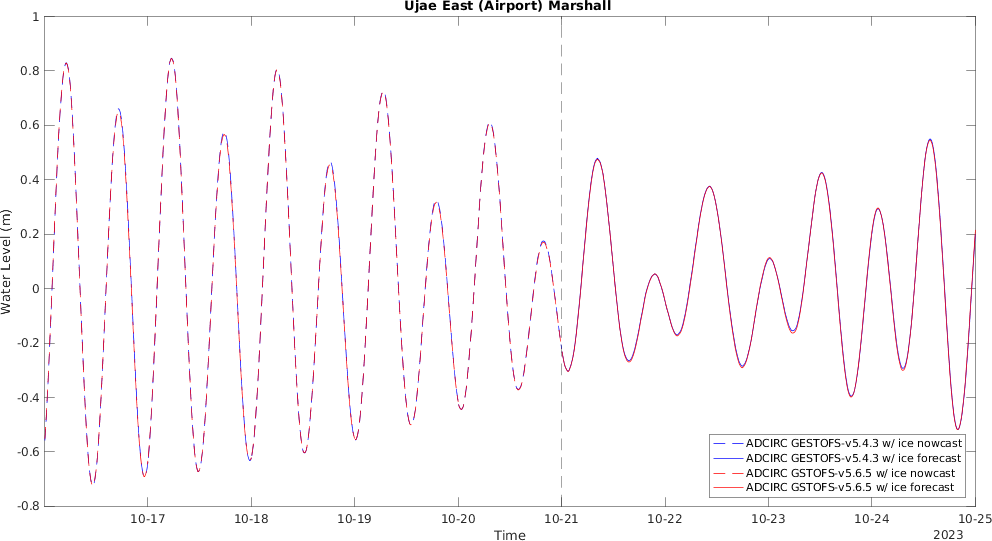 Ujae East (Airport) Marshall
Water Level (m)
1
0.8
0.6
0.4
0.2
0
-0.2
-0.4
-0.6
-0.8
ADCIRC GESTOFS-v5.4.3 w/ ice nowcast
ADCIRC GESTOFS-v5.4.3 w/ ice forecast
ADCIRC GSTOFS-v5.6.5 w/ ice nowcast
ADCIRC GSTOFS-v5.6.5 w/ ice forecast
10-17 10-18 10-19 10-20 10-21 10-22 10-23 10-24 10-25
Time
2023